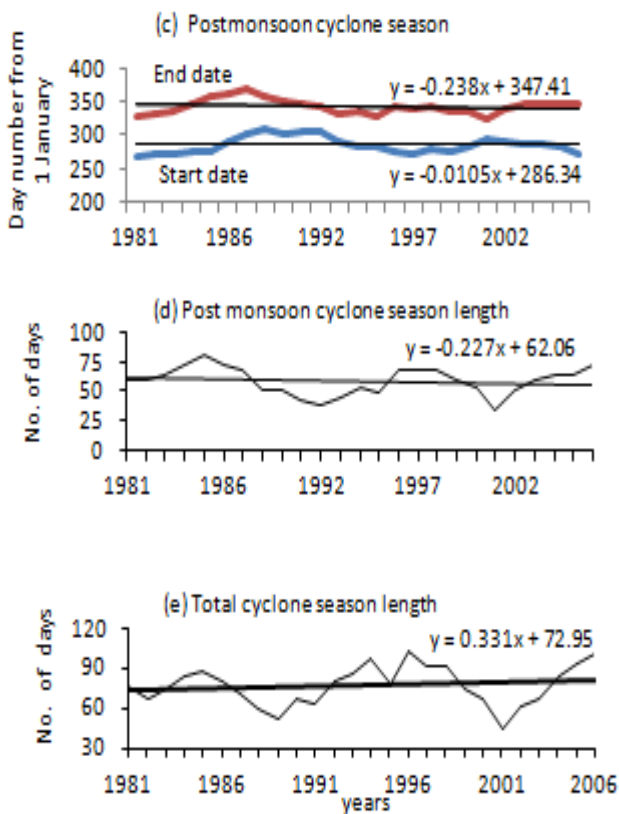 (c) Postmonsoon cyclone season
Day number from
1 January
400
350
300
250
200
End date
y = -0.238x + 347.41
Start date
y = -0.0105x + 286.34
1981 1986 1992 1997 2002
(d) Post monsoon cyclone season length
No. of days
100
75
50
25
0
y = -0.227x + 62.06
1981 1986 1992 1997 2002
(e) Total cyclone season length
No. of days
120
90
60
30
y = 0.331x + 72.95
1981 1986 1991 1996 2001 2006
years